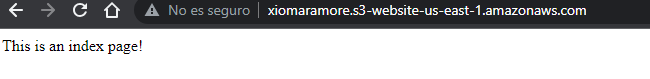 No es seguro xiomaramore.s3-website-us-east-1.amazonaws.com
This is an index page!